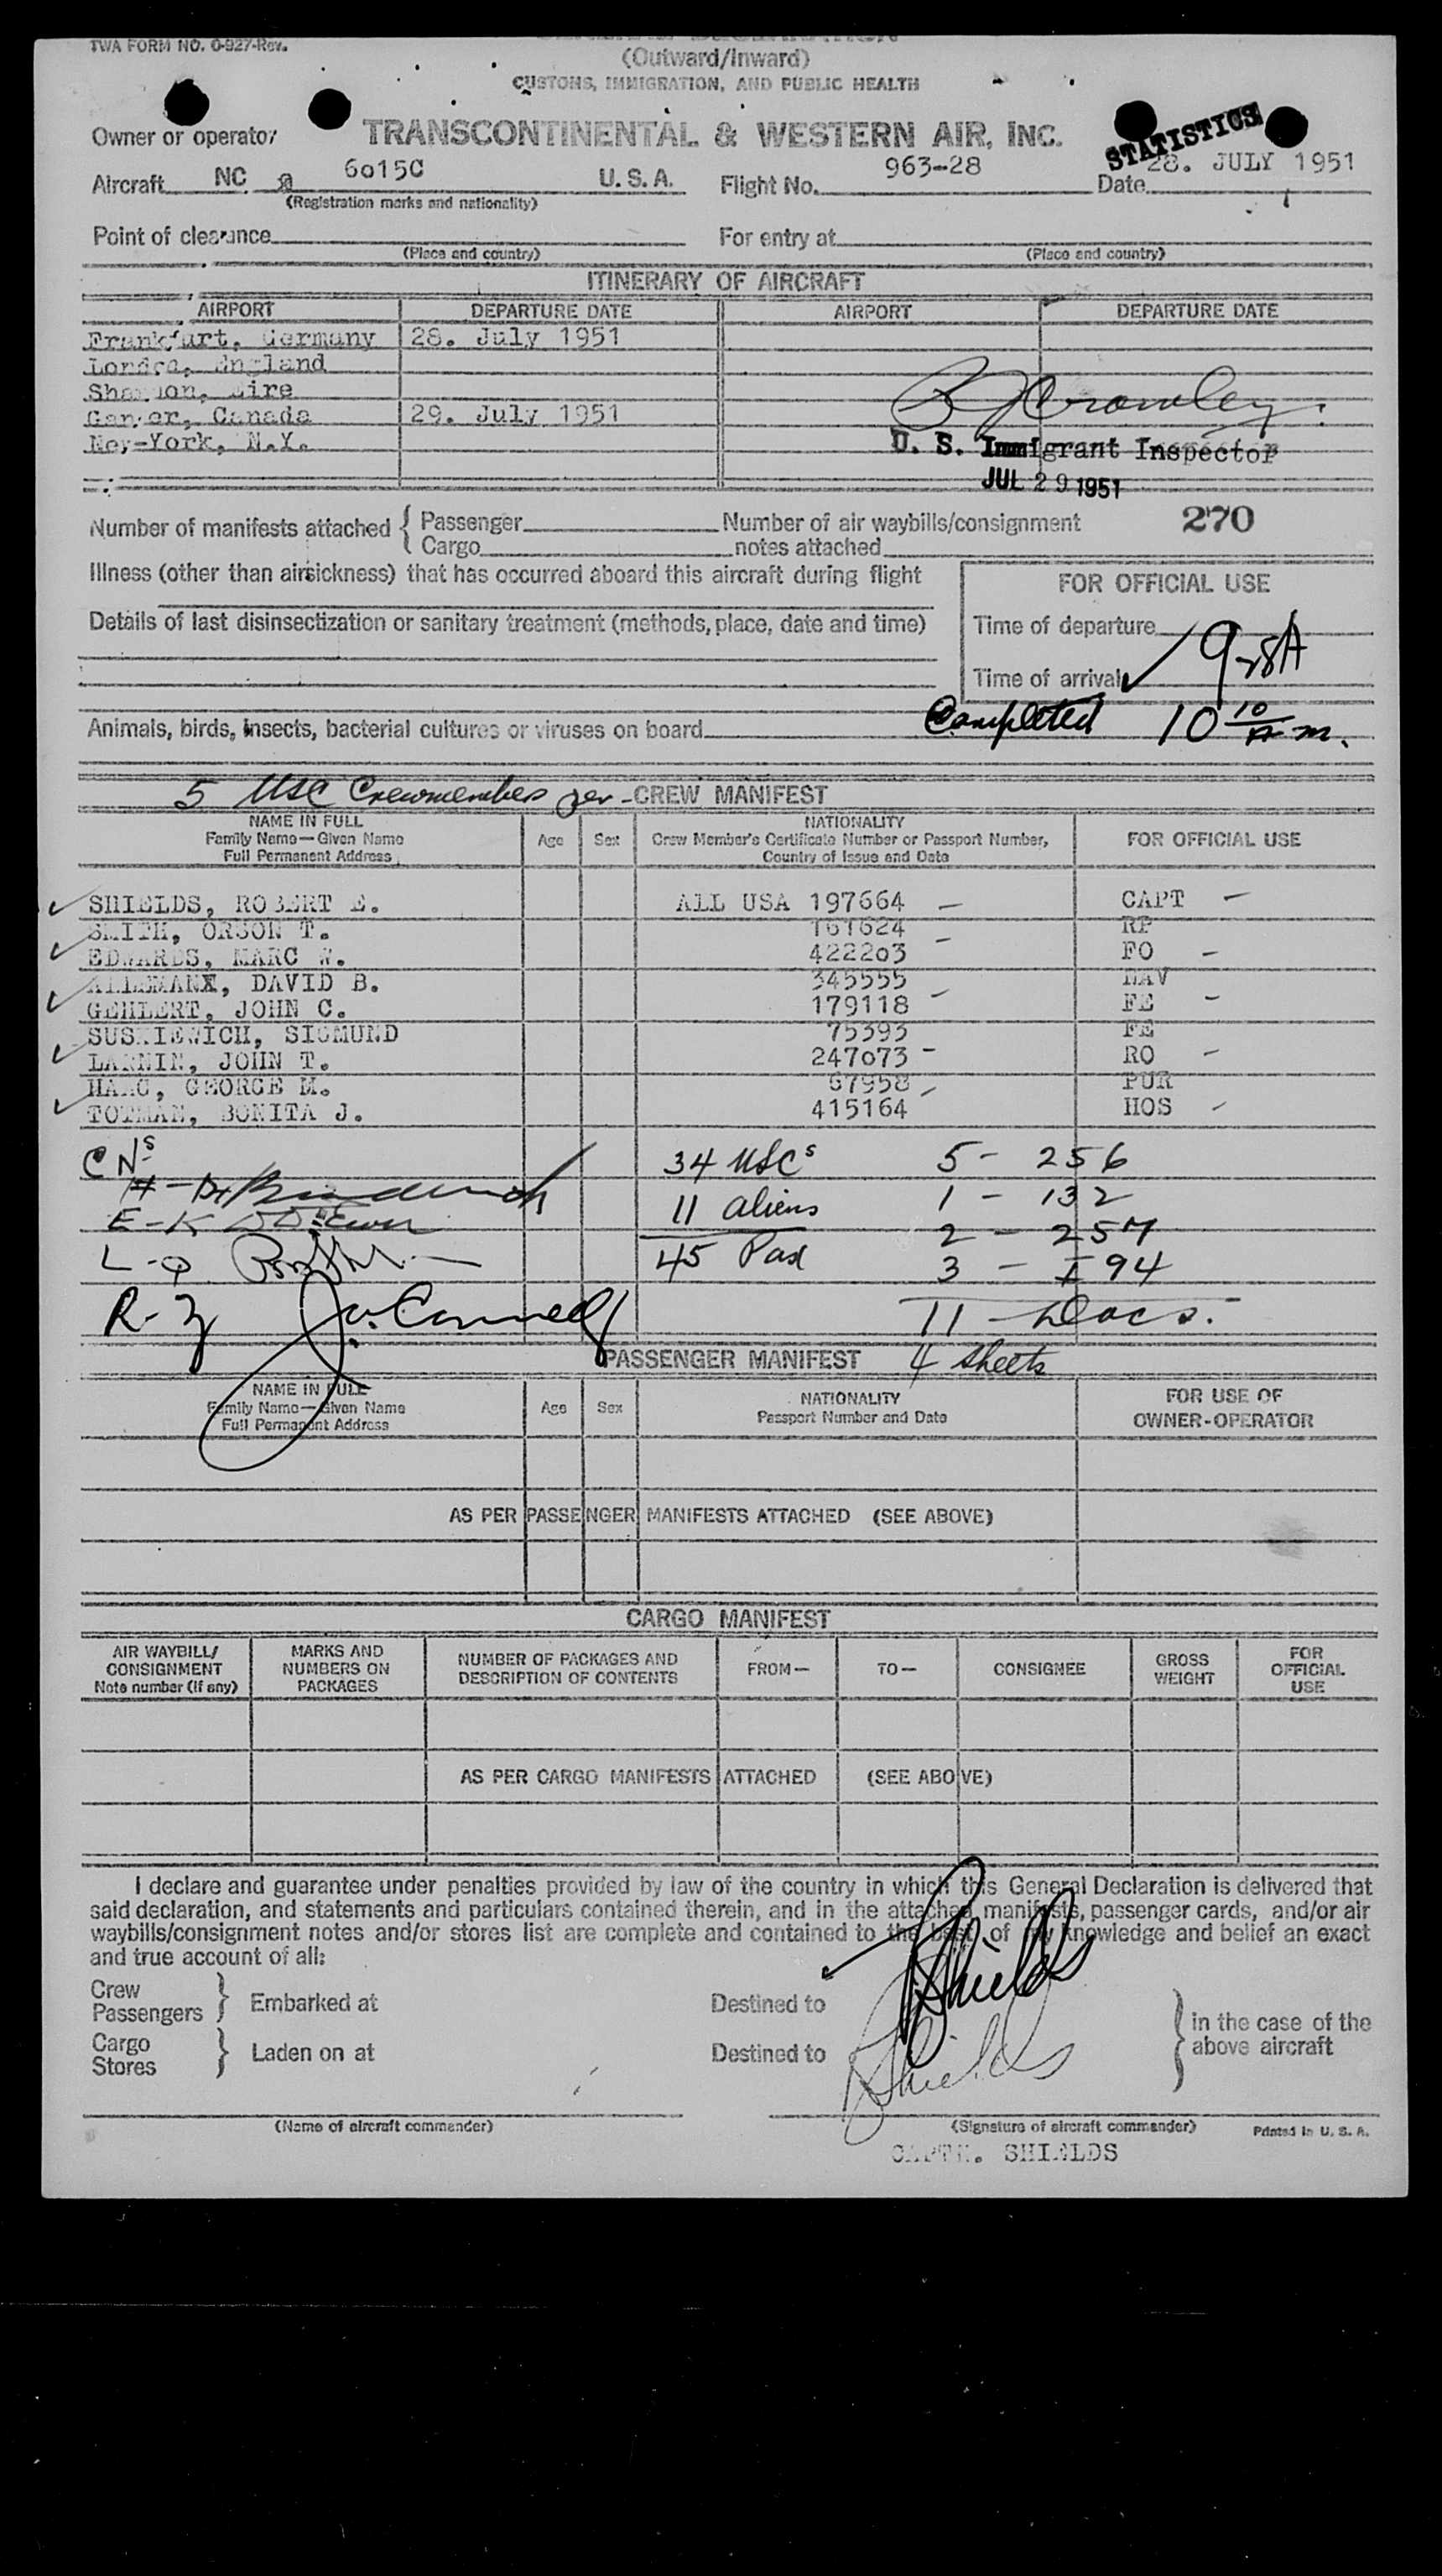 TWA FORM NO. 0-927-Rev.
(Outward/Inward)
CUSTOMS, IMMIGRATION, AND PUBLIC HEALTH
Owner or operator TRANSCONTINENTAL & WESTERN AIR, INC.
STATISTICS
Aircraft NC 6015C U. S. A. Flight No. 963-28 Date 28. JULY 1951
(Registration marks and nationality)
Point of clearance For entry at
(Place and country) (Place and country)
ITINERARY OF AIRCRAFT
AIRPORT DEPARTURE DATE AIRPORT DEPARTURE DATE
Frankfurt, Germany 28. July 1951
London, England
Shannon, Eire
Gander, Canada 29. July 1951
New-York, N.Y.
Crowley
U. S. Immigrant Inspector
JUL 29 1951
Number of manifests attached { Passenger Number of air waybills/consignment 270
Cargo notes attached
Illness (other than airsickness) that has occurred aboard this aircraft during flight
FOR OFFICIAL USE
Details of last disinsectization or sanitary treatment (methods, place, date and time)
Time of departure
Time of arrival ✓ 928A
Completed 10 10/A.m.
Animals, birds, insects, bacterial cultures or viruses on board
5 USC Crewmembers CREW MANIFEST
NAME IN FULL Family Name—Given Name Full Permanent Address Age Sex NATIONALITY Crew Member's Certificate Number or Passport Number, Country of Issue and Date FOR OFFICIAL USE
✓ SHIELDS, ROBERT E. ALL USA 197664 — CAPT —
SMITH, ORSON T. 161624 RP
✓ EDWARDS, MARC W. 422203 — FO —
DAVID B. 345555 NAV
✓ GEHLERT, JOHN C. 179118 — FE —
SIGMUND 75393 FE
✓ LARNIN, JOHN T. 247073 — RO —
GEORGE M. 67958 PUR
✓ TOTMAN, BONITA J. 415164 — HOS —
C Ns 34 USCs 5 - 256
11 aliens 1 - 132
E-K 2 - 257
L-Q 45 Pax 3 - I 94
R-Z J. O'Connell 11 - Docs.
PASSENGER MANIFEST 4 sheets
NAME IN FULL Family Name—Given Name Full Permanent Address Age Sex NATIONALITY Passport Number and Date FOR USE OF OWNER-OPERATOR
AS PER PASSENGER MANIFESTS ATTACHED (SEE ABOVE)
CARGO MANIFEST
AIR WAYBILL/ CONSIGNMENT Note number (If any) MARKS AND NUMBERS ON PACKAGES NUMBER OF PACKAGES AND DESCRIPTION OF CONTENTS FROM— TO— CONSIGNEE GROSS WEIGHT FOR OFFICIAL USE
AS PER CARGO MANIFESTS ATTACHED (SEE ABOVE)
I declare and guarantee under penalties provided by law of the country in which this General Declaration is delivered that
said declaration, and statements and particulars contained therein, and in the attached manifests, passenger cards, and/or air
waybills/consignment notes and/or stores list are complete and contained to the best of my knowledge and belief an exact
and true account of all:
Crew
Passengers } Embarked at Destined to
Cargo
Stores } Laden on at Destined to
} in the case of the
above aircraft
Shields
Shields
(Name of aircraft commander) (Signature of aircraft commander) Printed in U. S. A.
SHIELDS